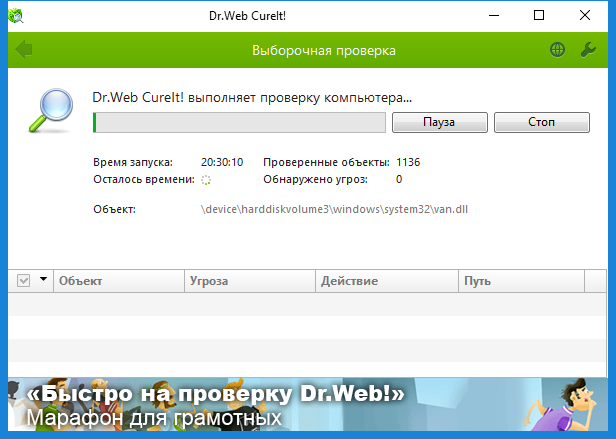 Dr.Web CureIt!
Выборочная проверка
Dr.Web CureIt! выполняет проверку компьютера...
Пауза
Стоп
Время запуска: 20:30:10 Проверенные объекты: 1136
Осталось времени: Обнаружено угроз: 0
Объект: \device\harddiskvolume3\windows\system32\van.dll
Объект Угроза Действие Путь
«Быстро на проверку Dr.Web!»
Марафон для грамотных